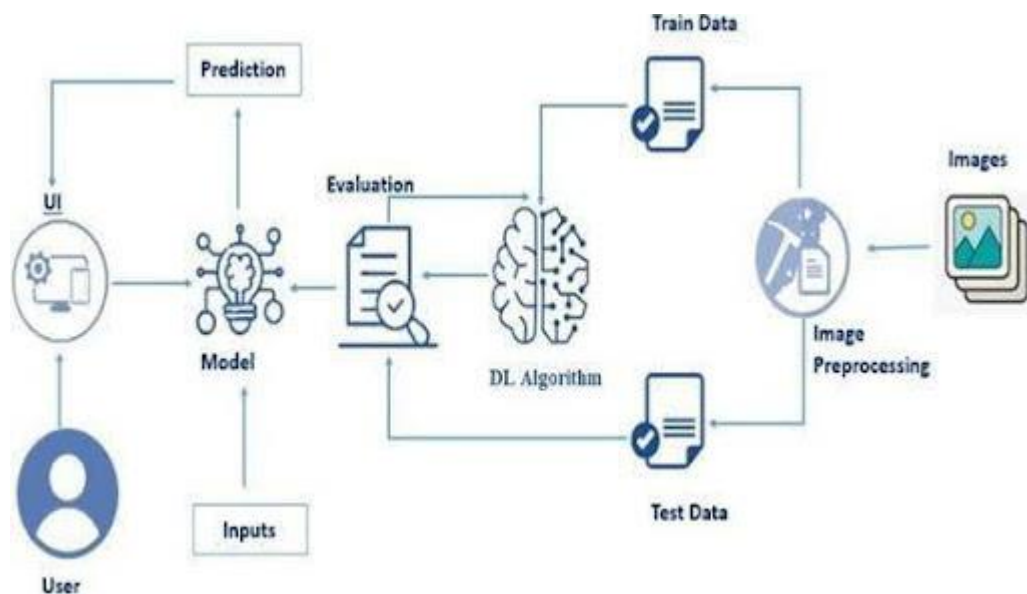 Train Data
Prediction
Images
Evaluation
UI
Image
Preprocessing
Model
DL Algorithm
Test Data
Inputs
User